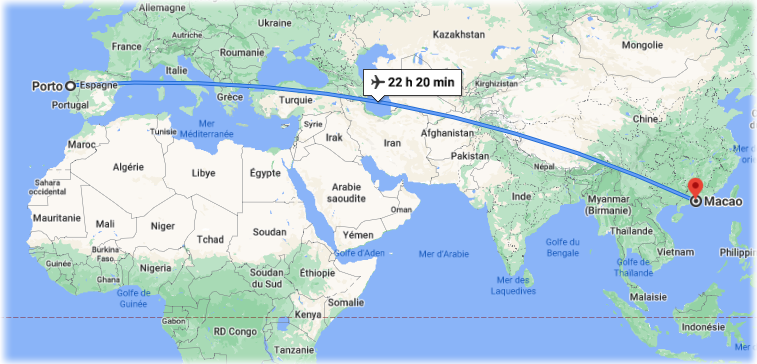 Allemagne
Ukraine
Kazakhstan
Autriche
France
Roumanie
Mongolie
Italie
22 h 20 min
Porto
Espagne
Kirghizistan
Grèce
Turquie
Portugal
Chine
Mer
Méditerranée
Tunisie
Syrie
Afghanistan
Maroc
Irak
Iran
Pakistan
Algérie
Libye
Égypte
Népal
Sahara
occidental
Arabie
saoudite
Inde
Macao
Oman
Myanmar
(Birmanie)
Mauritanie
Mali
Niger
Soudan
Yémen
Thaïlande
Tchad
Golfe d'Aden
Mer d'Arabie
Golfe du
Bengale
Vietnam
Burkina
Faso
Philippi
Guinée
Nigeria
Soudan
du Sud
Éthiopie
Golfe de
Thaïlande
Ghana
Mer des
Laquedives
Golfe de
Guinée
Somalie
Malaisie
Gabon
Kenya
RD Congo
Indonésie
Tanzanie